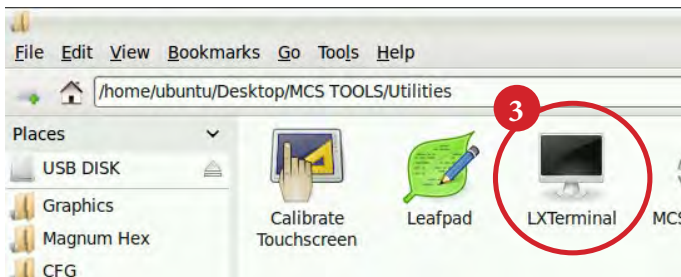 File Edit View Bookmarks Go Tools Help
/home/ubuntu/Desktop/MCS TOOLS/Utilities
3
Places
USB DISK
Graphics
Magnum Hex
CFG
Calibrate
Touchscreen
Leafpad
LXTerminal
MCS